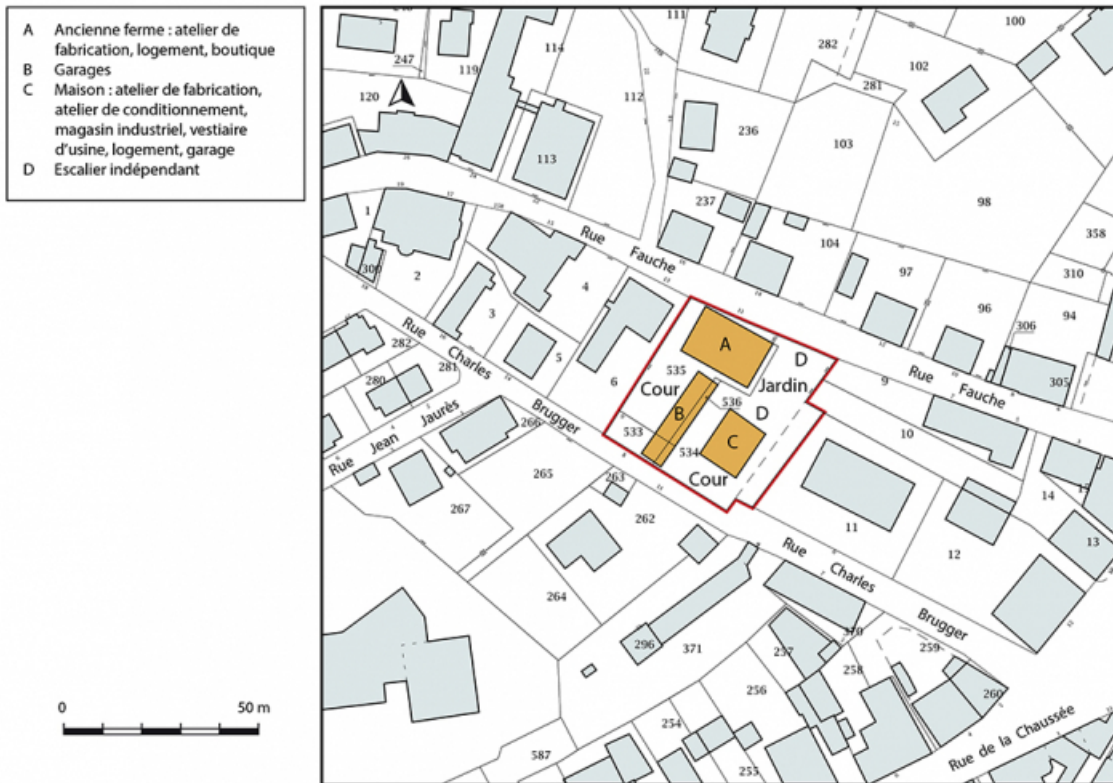 A Ancienne ferme : atelier de
fabrication, logement, boutique
B Garages
C Maison : atelier de fabrication,
atelier de conditionnement,
magasin industriel, vestiaire
d'usine, logement, garage
D Escalier indépendant
0 50 m
111
100
114
282
102
247
119
281
120
112
236
103
113
98
237
1
104
358
Rue Fauche
300
2
97
310
4
96
94
3
306
Rue Charles Brugger
A
D
282
5
535
Jardin
9
Rue Fauche
305
281
280
6
Cour
536
B
D
Rue Jean Jaurès
266
533
C
10
534
265
263
Cour
14
267
262
11
12
13
Rue Charles Brugger
264
296
371
370
259
257
258
256
260
254
Rue de la Chaussée
587
255